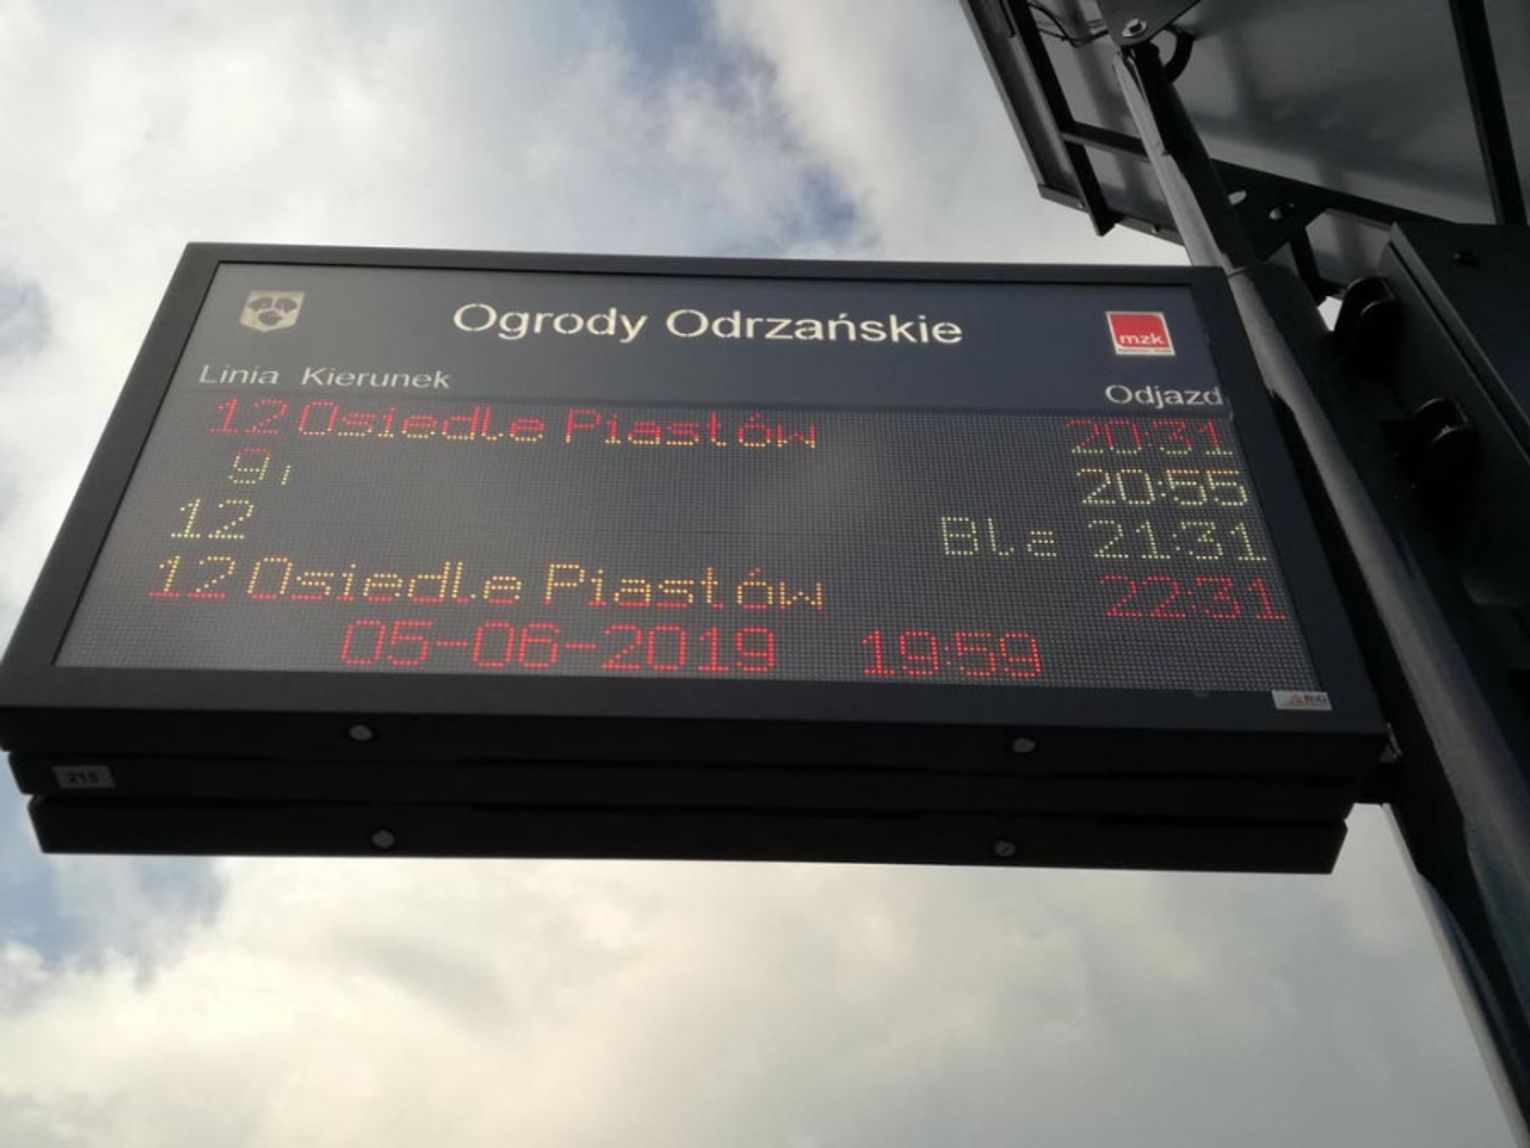 Ogrody Odrzańskie
mzk
Linia Kierunek Odjazd
12 Osiedle Piastów 20:31
9 20:55
12 Ble 21:31
12 Osiedle Piastów 22:31
05-06-2019 19:59